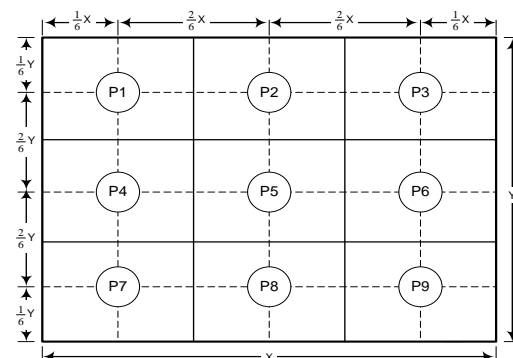 1/6 X 2/6 X 2/6 X 1/6 X
1/6 Y
P1 P2 P3
2/6 Y
P4 P5 P6
Y
2/6 Y
P7 P8 P9
1/6 Y
X